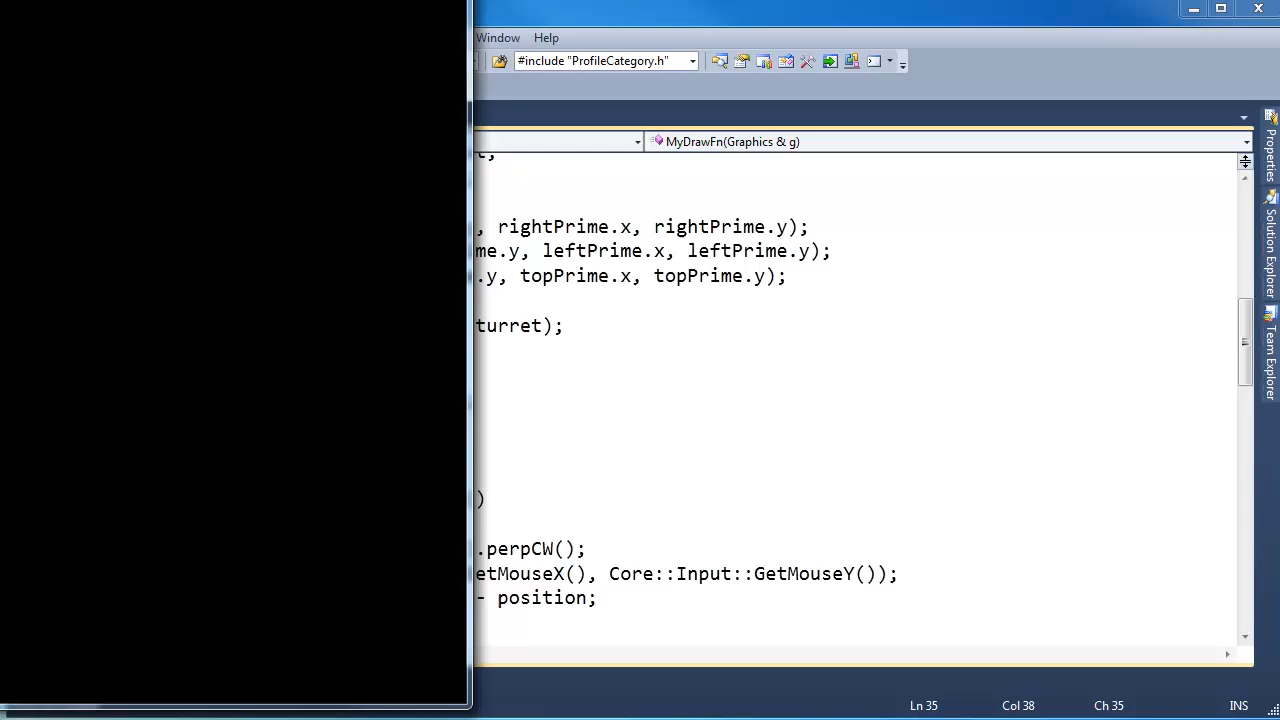 Window Help
#include "ProfileCategory.h"
MyDrawFn(Graphics & g)
, rightPrime.x, rightPrime.y);
me.y, leftPrime.x, leftPrime.y);
.y, topPrime.x, topPrime.y);
turret);
)
.perpCW();
etMouseX(), Core::Input::GetMouseY());
- position;
Properties
Solution Explorer
Team Explorer
Ln 35 Col 38 Ch 35 INS